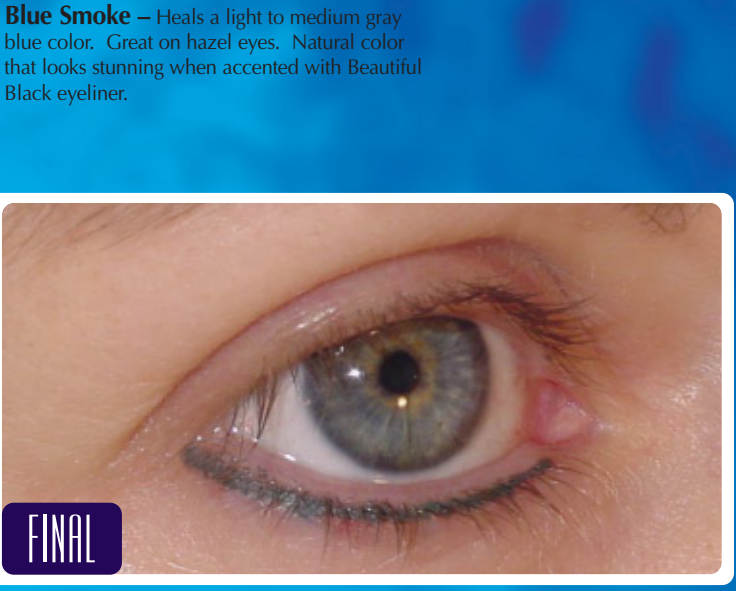 Blue Smoke – Heals a light to medium gray
blue color. Great on hazel eyes. Natural color
that looks stunning when accented with Beautiful
Black eyeliner.
FINAL